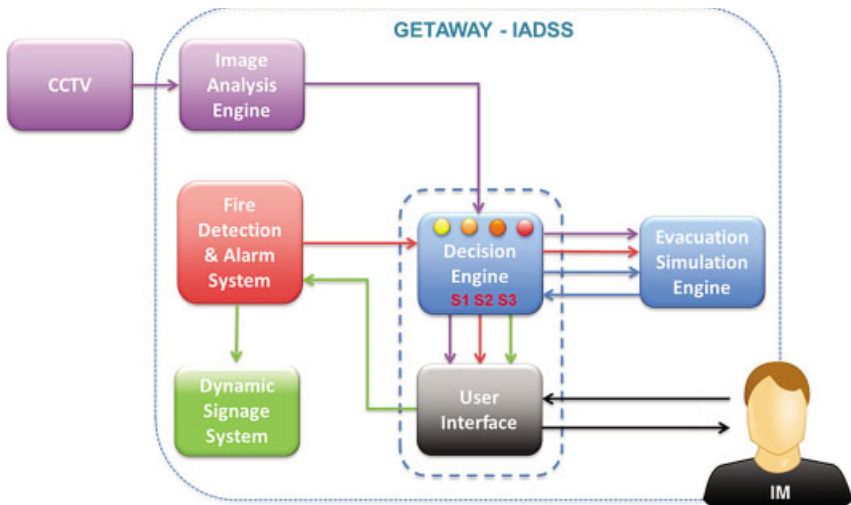 GETAWAY - IADSS
CCTV
Image
Analysis
Engine
Fire
Detection
& Alarm
System
Decision
Engine
S1 S2 S3
Evacuation
Simulation
Engine
Dynamic
Signage
System
User
Interface
IM